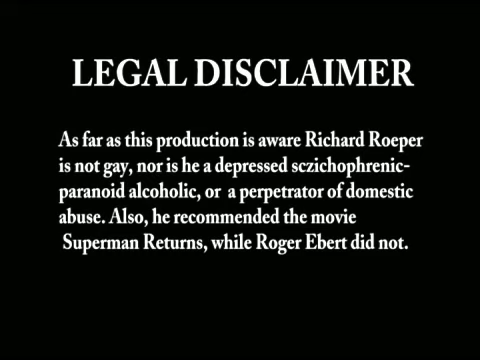 LEGAL DISCLAIMER
As far as this production is aware Richard Roeper
is not gay, nor is he a depressed sczichophrenic-
paranoid alcoholic, or a perpetrator of domestic
abuse. Also, he recommended the movie
Superman Returns, while Roger Ebert did not.